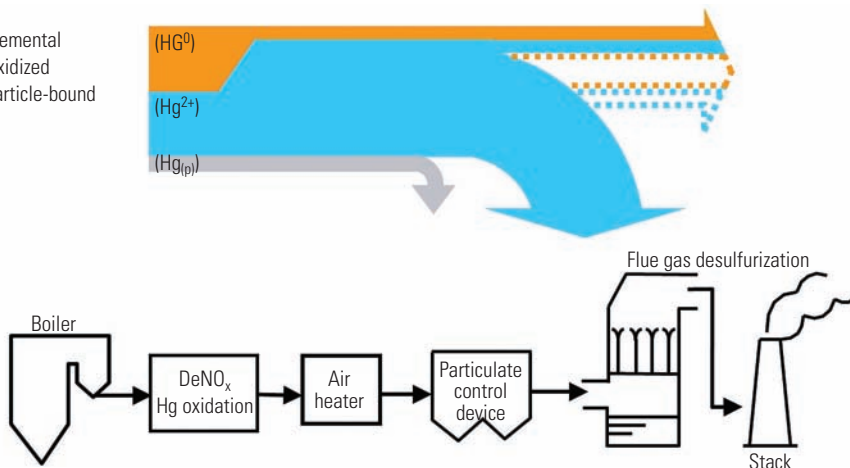 emental
xidized
article-bound
(HG⁰)
(Hg²⁺)
(Hg₍ₚ₎)
Flue gas desulfurization
Boiler
DeNOₓ
Hg oxidation
Air
heater
Particulate
control
device
Stack